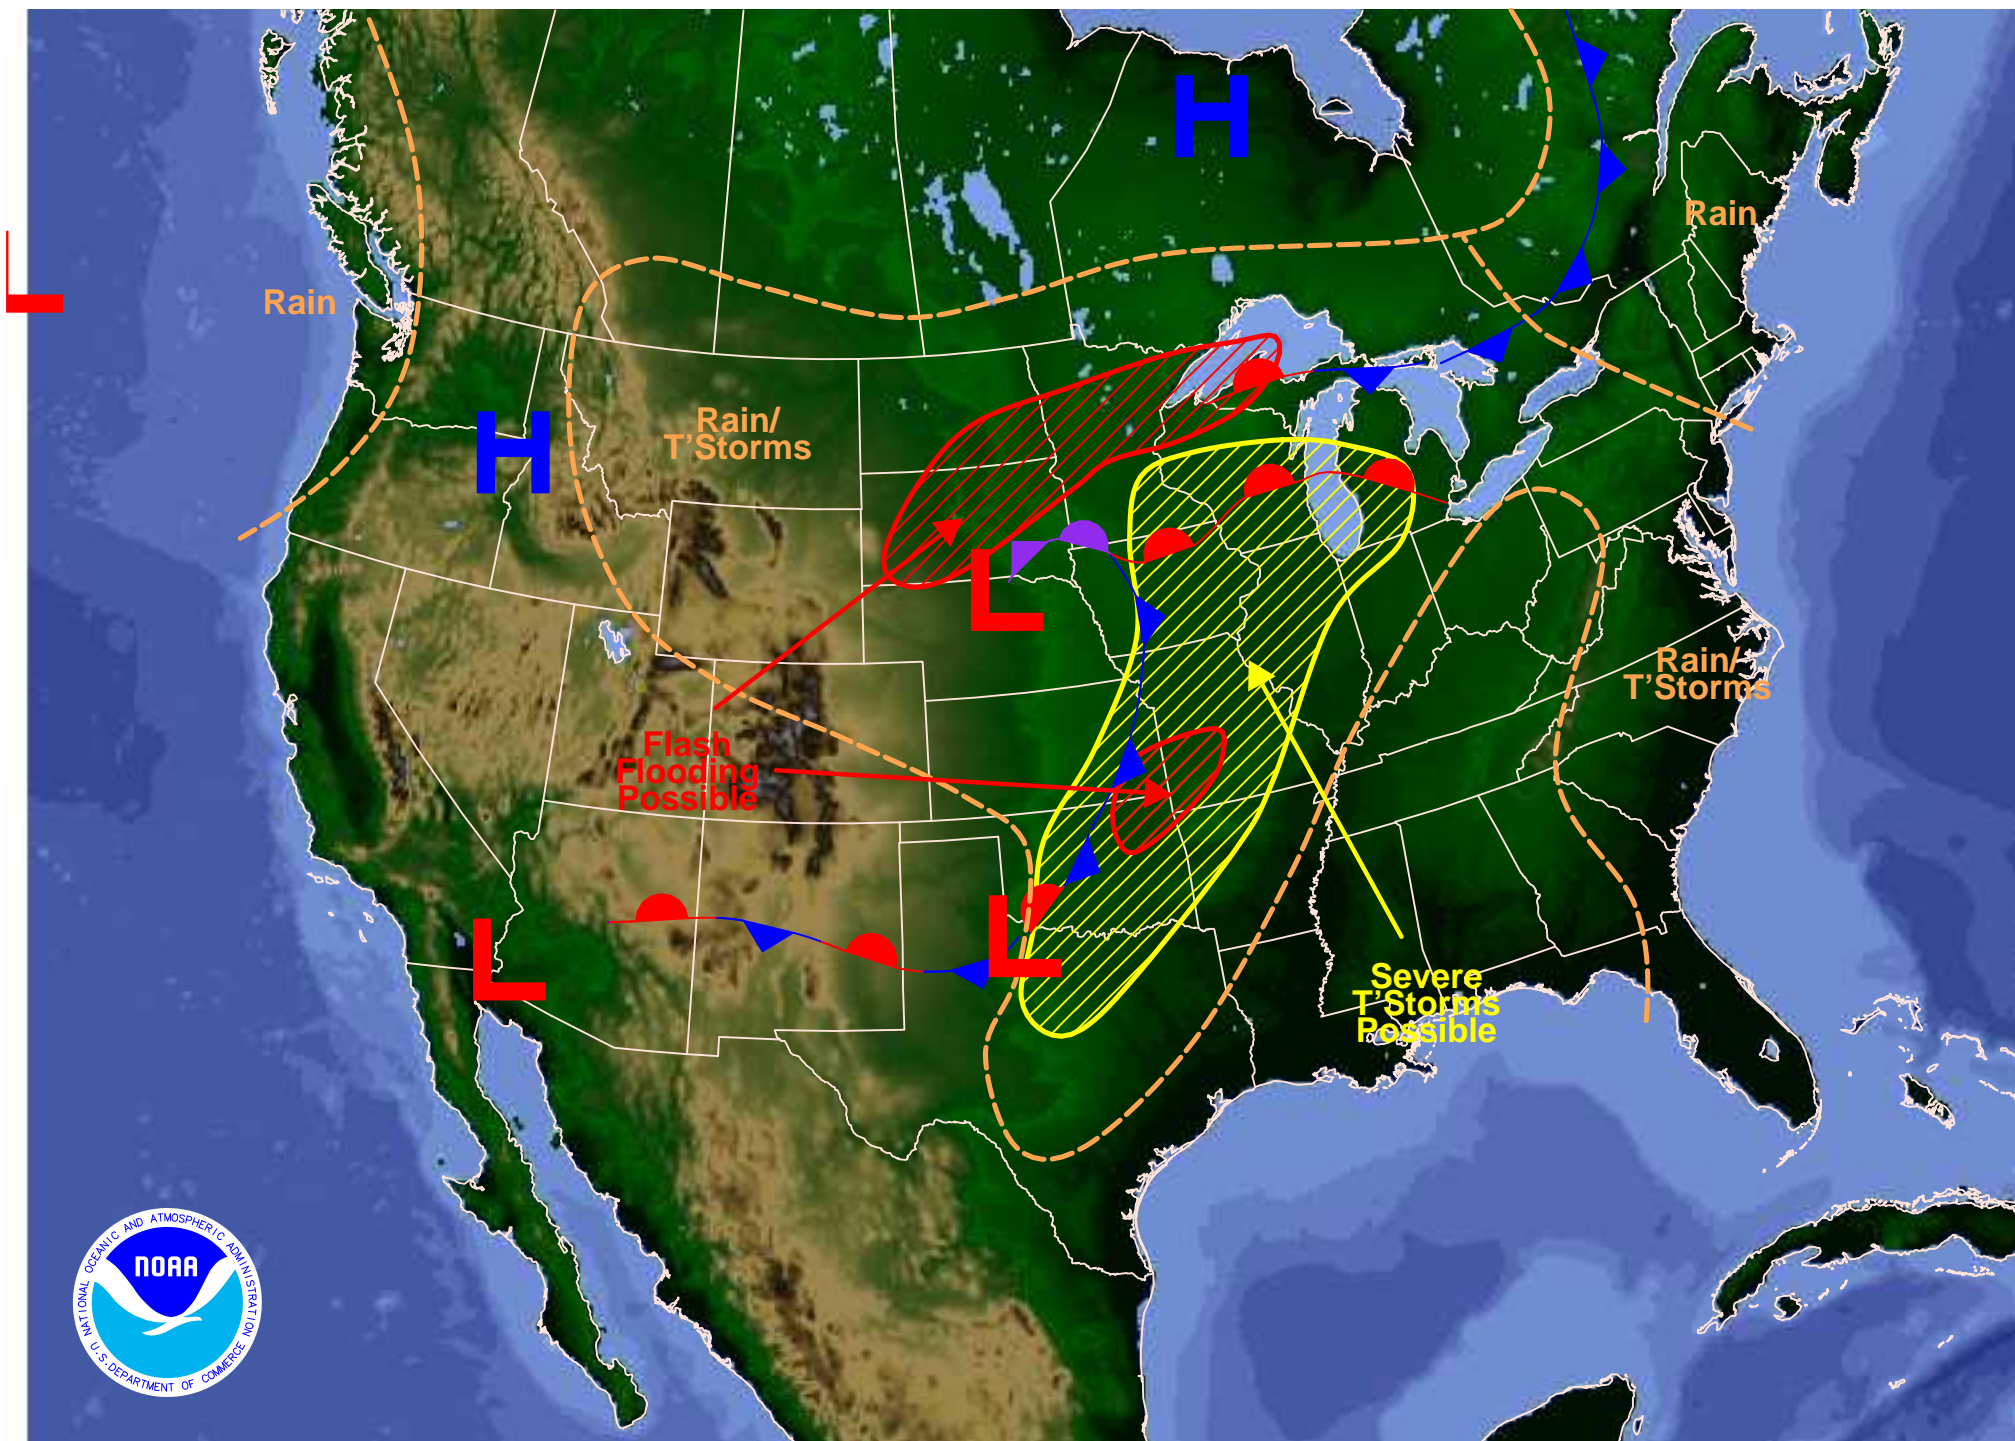 H
Rain
L
Rain
Rain/
T'Storms
H
L
Rain/
T'Storms
Flash
Flooding
Possible
L
L
Severe
T'Storms
Possible
NOAA
NATIONAL OCEANIC AND ATMOSPHERIC ADMINISTRATION
U.S. DEPARTMENT OF COMMERCE